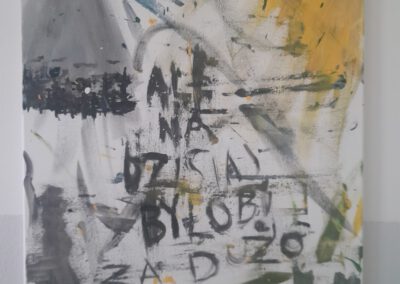 ALE
NA
DZISIAJ
BYŁOBY
ZA DUŻO